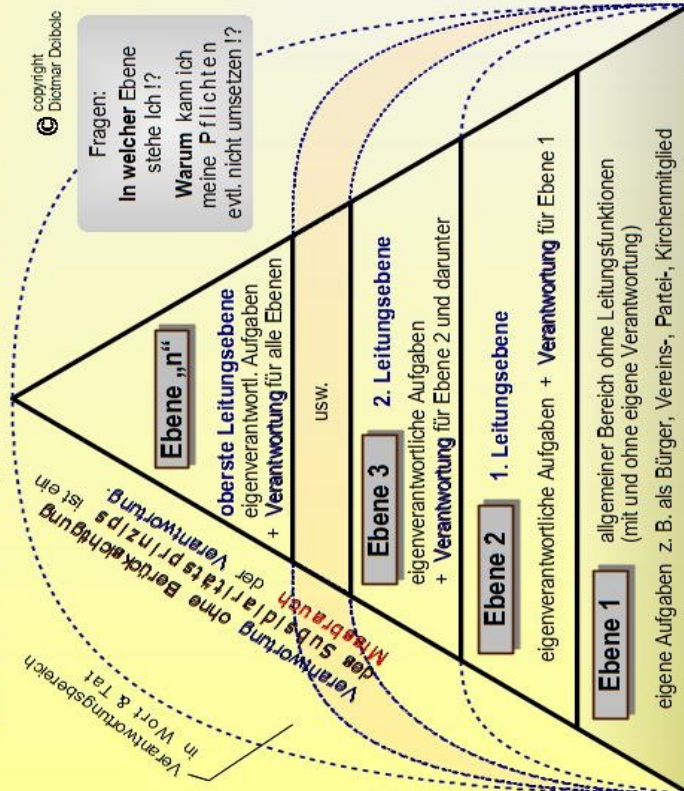 © copyright
Dietmar Deibele
Fragen:
In welcher Ebene
stehe Ich !?
Warum kann ich
meine Pflichten
evtl. nicht umsetzen !?
Verantwortungsbereich
in Wort & Tat
Verantwortung ohne Berücksichtigung
des Subsidiaritätsprinzips ist ein
Missbrauch der Verantwortung.
Ebene „n“
oberste Leitungsebene
eigenverantwortl. Aufgaben
+ Verantwortung für alle Ebenen
usw.
Ebene 3 2. Leitungsebene
eigenverantwortliche Aufgaben
+ Verantwortung für Ebene 2 und darunter
Ebene 2 1. Leitungsebene
eigenverantwortliche Aufgaben + Verantwortung für Ebene 1
Ebene 1 allgemeiner Bereich ohne Leitungsfunktionen
(mit und ohne eigene Verantwortung)
eigene Aufgaben z. B. als Bürger, Vereins-, Partei-, Kirchenmitglied